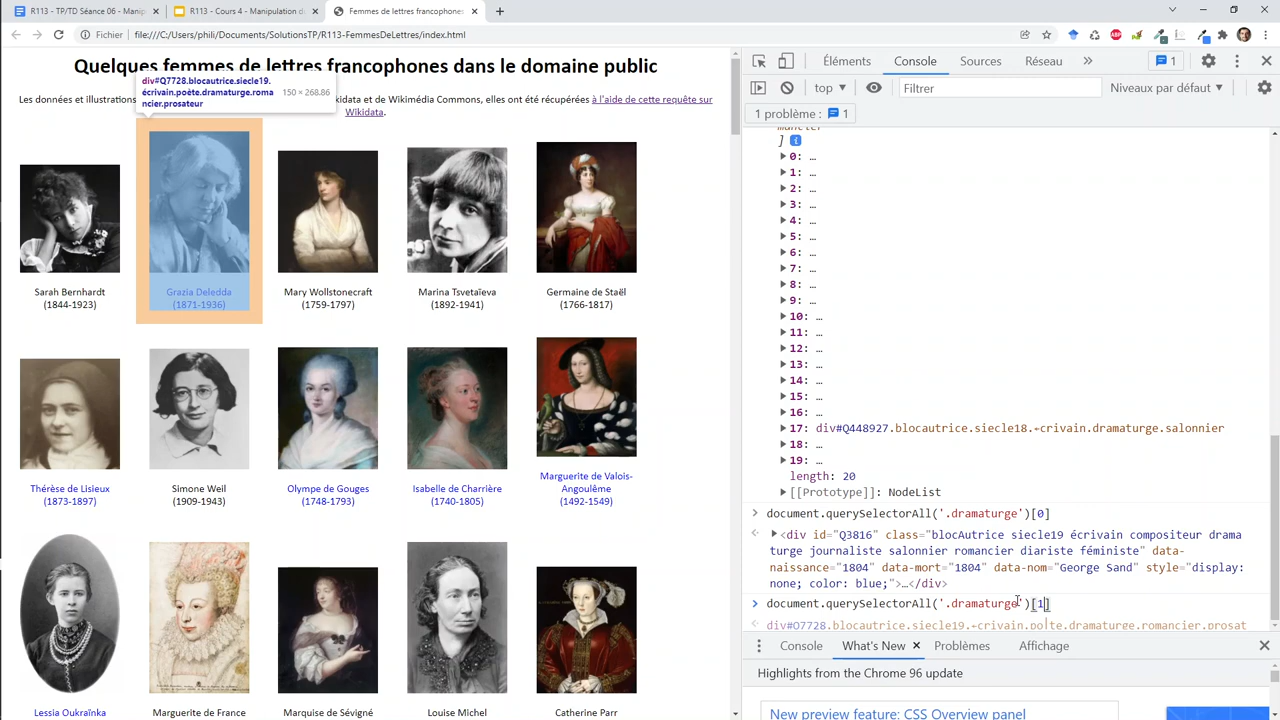 R113 - TP/TD Séance 06 - Manip
R113 - Cours 4 - Manipulation d
Femmes de lettres francophones
Fichier
file:///C:/Users/phili/Documents/SolutionsTP/R113-FemmesDeLettres/index.html
Quelques femmes de lettres francophones dans le domaine public
div#Q7728.blocautrice.siecle19.
écrivain.poète.dramaturge.roma
ncier.prosateur
150 × 268.86
Les données et illustrations
kidata et de Wikimédia Commons, elles ont été récupérées à l'aide de cette requête sur
Wikidata.
Sarah Bernhardt
(1844-1923)
Grazia Deledda
(1871-1936)
Mary Wollstonecraft
(1759-1797)
Marina Tsvetaïeva
(1892-1941)
Germaine de Staël
(1766-1817)
Thérèse de Lisieux
(1873-1897)
Simone Weil
(1909-1943)
Olympe de Gouges
(1748-1793)
Isabelle de Charrière
(1740-1805)
Marguerite de Valois-
Angoulême
(1492-1549)
Lessia Oukraïnka
Marguerite de France
Marquise de Sévigné
Louise Michel
Catherine Parr
Éléments
Console
Sources
Réseau
1
top
Filtrer
Niveaux par défaut
1 problème :
1
mancier
]
0: …
1: …
2: …
3: …
4: …
5: …
6: …
7: …
8: …
9: …
10: …
11: …
12: …
13: …
14: …
15: …
16: …
17: div#Q448927.blocautrice.siecle18.÷crivain.dramaturge.salonnier
18: …
19: …
length: 20
[[Prototype]]: NodeList
document.querySelectorAll('.dramaturge')[0]
<div id="Q3816" class="blocAutrice siecle19 écrivain compositeur drama
turge journaliste salonnier romancier diariste féministe" data-
naissance="1804" data-mort="1804" data-nom="George Sand" style="display:
none; color: blue;">…</div>
document.querySelectorAll('.dramaturge')[1]
div#Q7728.blocautrice.siecle19.÷crivain.po÷te.dramaturge.romancier.prosat
Console
What's New
Problèmes
Affichage
Highlights from the Chrome 96 update
New preview feature: CSS Overview panel